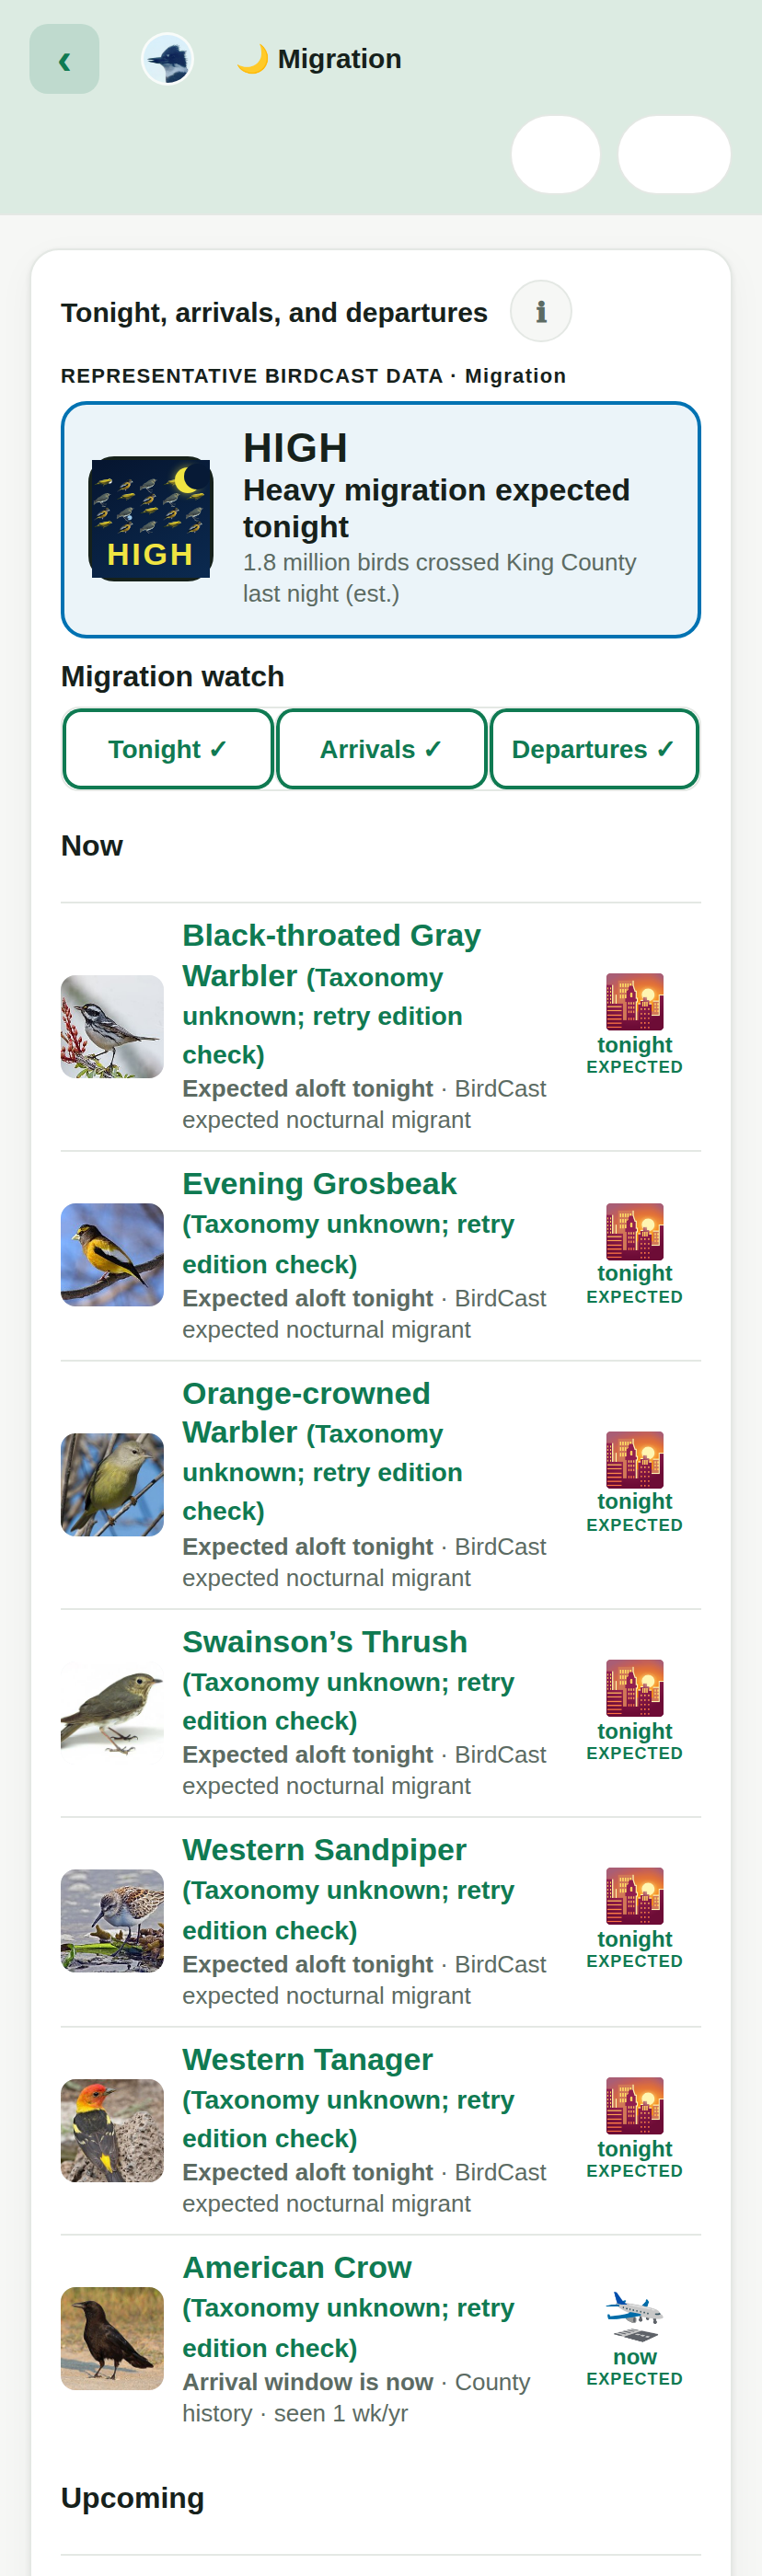 ‹
🌙 Migration
Tonight, arrivals, and departures
ℹ
REPRESENTATIVE BIRDCAST DATA · Migration
HIGH
HIGH
Heavy migration expected
tonight
1.8 million birds crossed King County
last night (est.)
Migration watch
Tonight ✓
Arrivals ✓
Departures ✓
Now
Black-throated Gray
Warbler (Taxonomy
unknown; retry edition
check)
Expected aloft tonight · BirdCast
expected nocturnal migrant
tonight
EXPECTED
Evening Grosbeak
(Taxonomy unknown; retry
edition check)
Expected aloft tonight · BirdCast
expected nocturnal migrant
tonight
EXPECTED
Orange-crowned
Warbler (Taxonomy
unknown; retry edition
check)
Expected aloft tonight · BirdCast
expected nocturnal migrant
tonight
EXPECTED
Swainson’s Thrush
(Taxonomy unknown; retry
edition check)
Expected aloft tonight · BirdCast
expected nocturnal migrant
tonight
EXPECTED
Western Sandpiper
(Taxonomy unknown; retry
edition check)
Expected aloft tonight · BirdCast
expected nocturnal migrant
tonight
EXPECTED
Western Tanager
(Taxonomy unknown; retry
edition check)
Expected aloft tonight · BirdCast
expected nocturnal migrant
tonight
EXPECTED
American Crow
(Taxonomy unknown; retry
edition check)
Arrival window is now · County
history · seen 1 wk/yr
now
EXPECTED
Upcoming